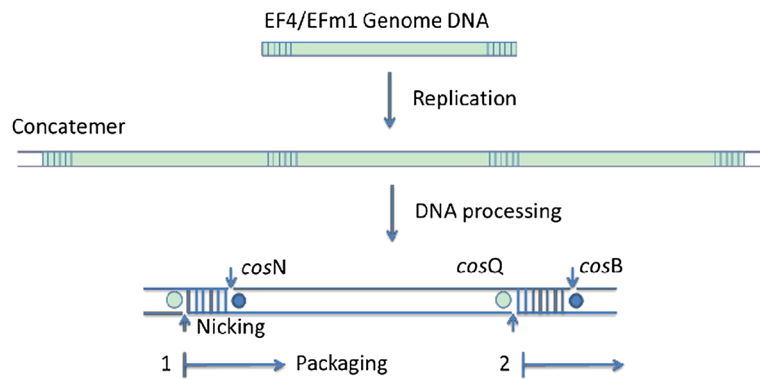 EF4/EFm1 Genome DNA
Replication
Concatemer
DNA processing
cosN cosQ cosB
Nicking
1 Packaging 2